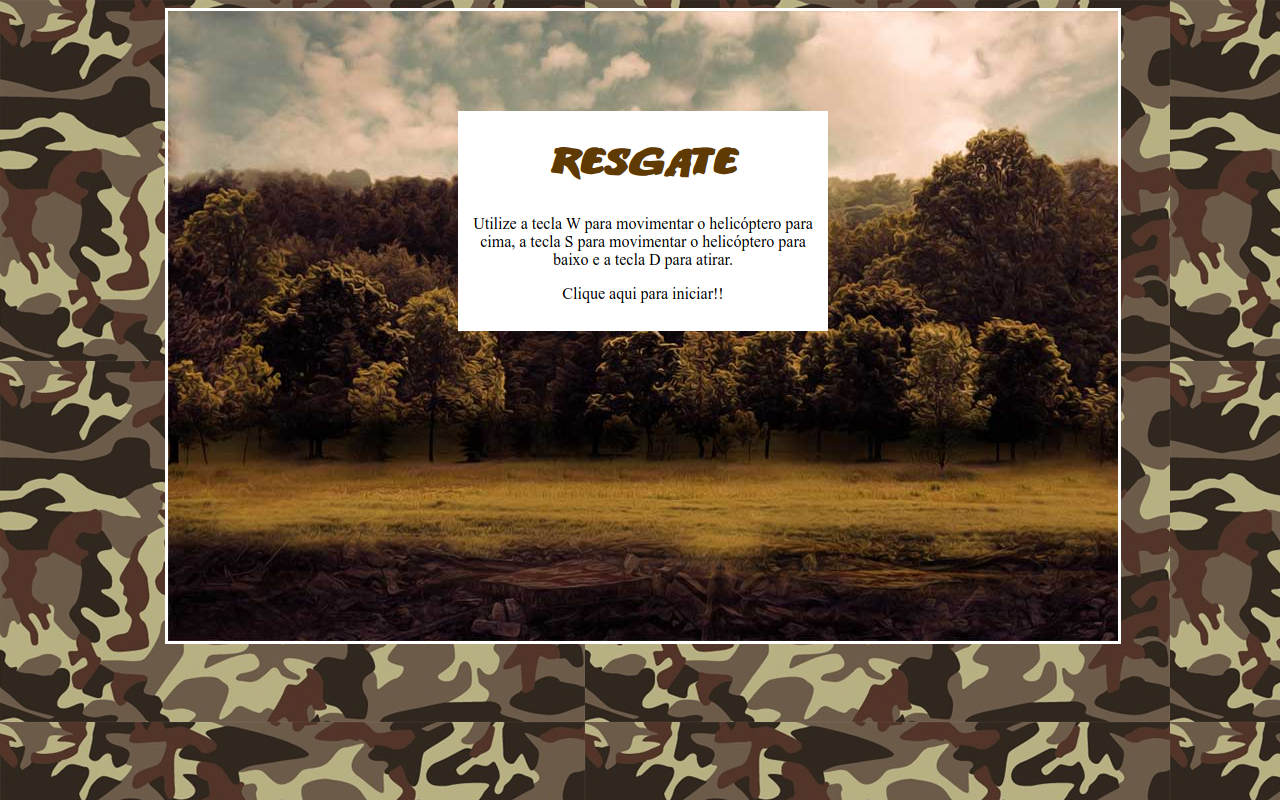 RESGATE
Utilize a tecla W para movimentar o helicóptero para
cima, a tecla S para movimentar o helicóptero para
baixo e a tecla D para atirar.
Clique aqui para iniciar!!